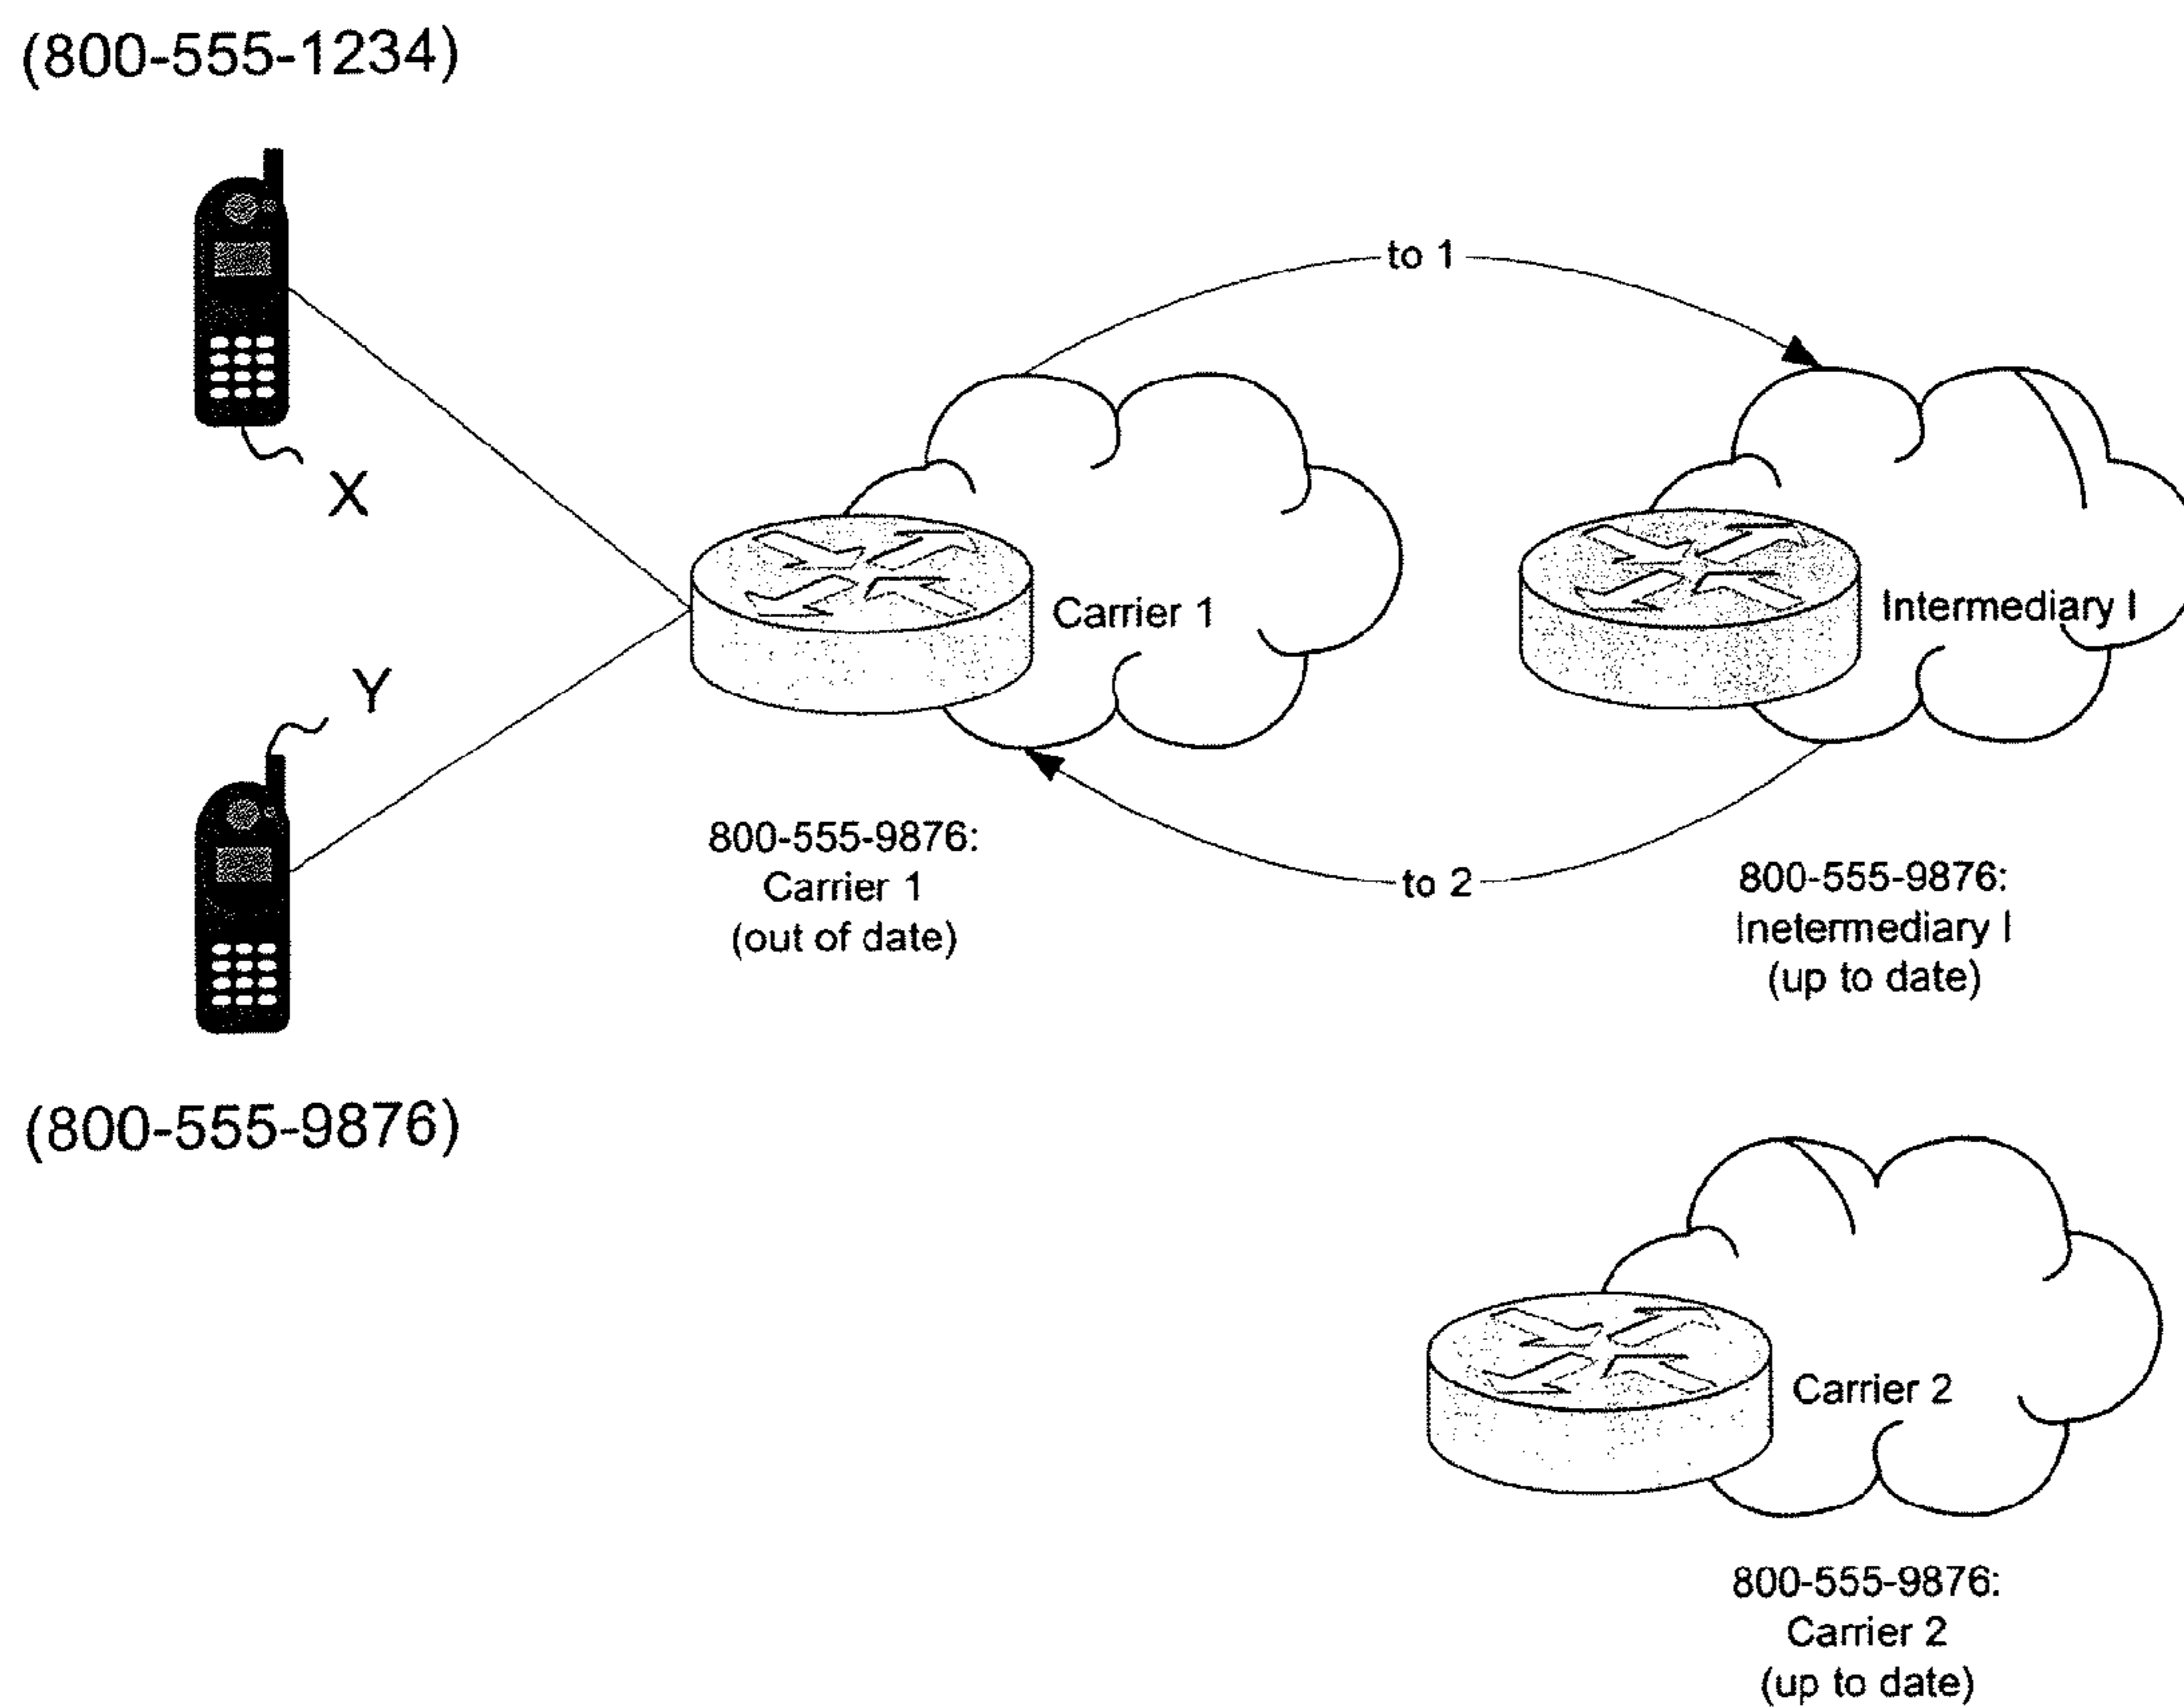 (800-555-1234)
X
to 1
Carrier 1
Intermediary I
Y
800-555-9876:
Carrier 1
(out of date)
to 2
800-555-9876:
Inetermediary I
(up to date)
(800-555-9876)
Carrier 2
800-555-9876:
Carrier 2
(up to date)